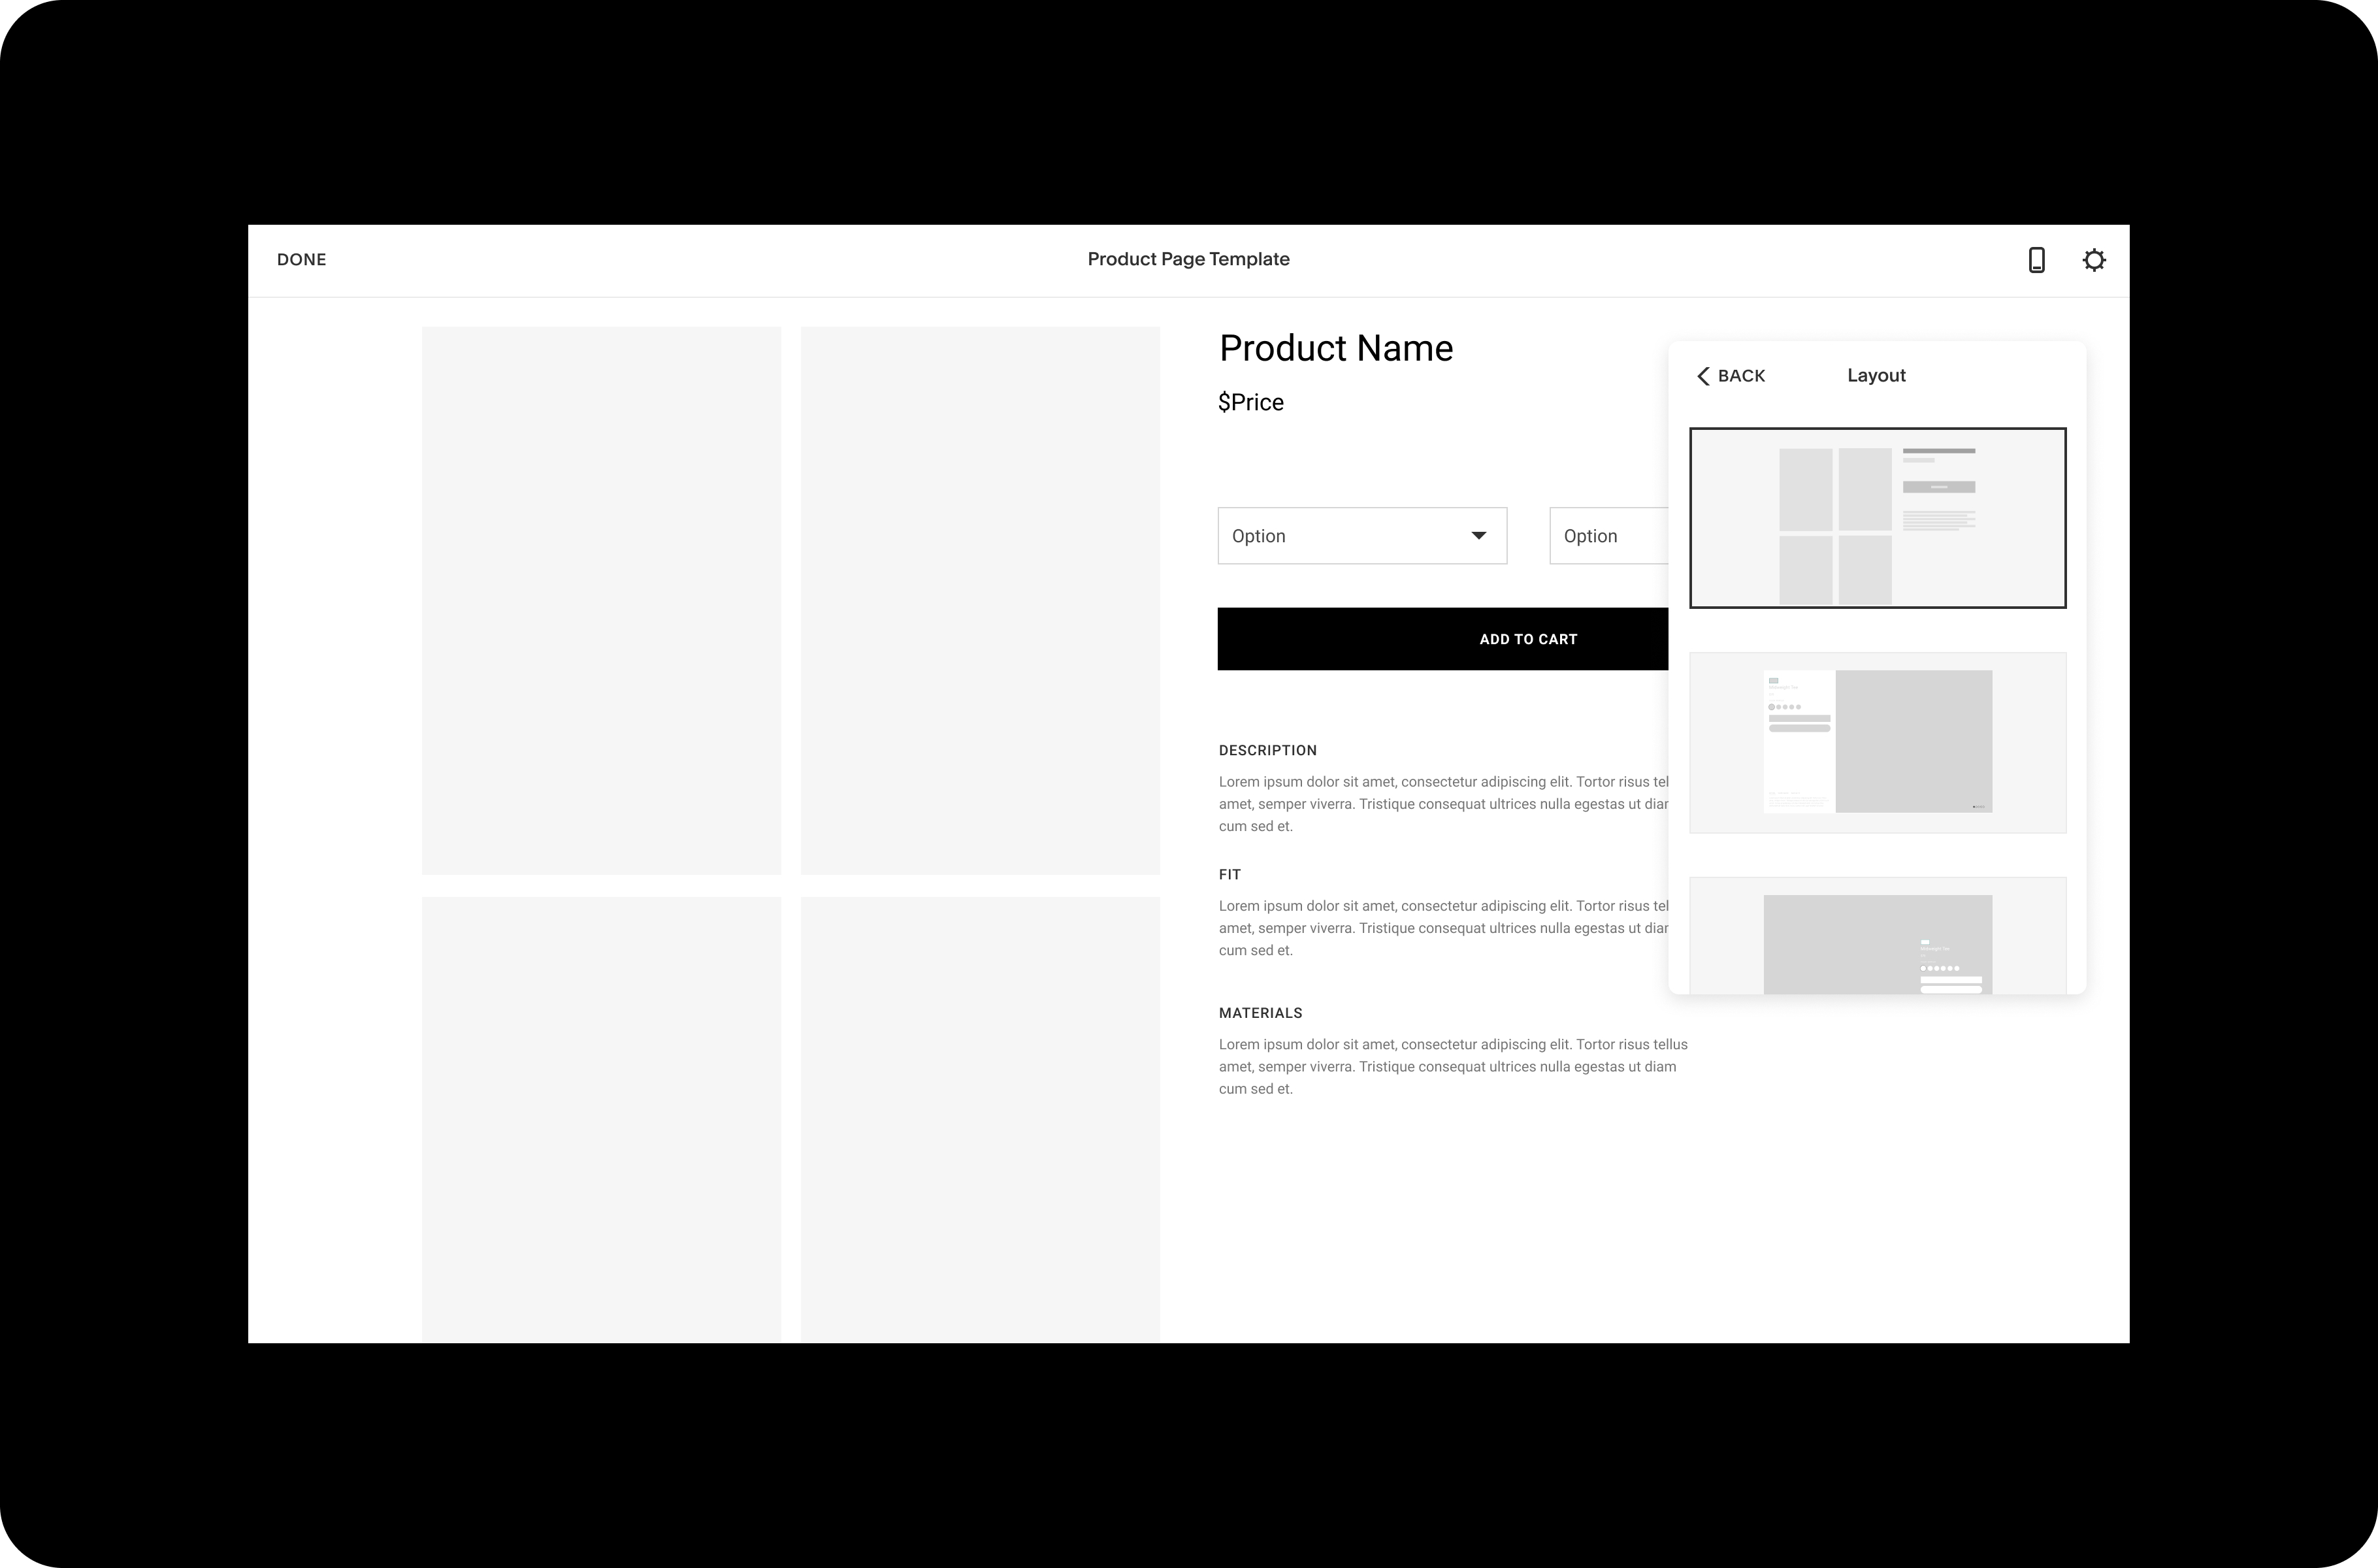 DONE
Product Page Template
Product Name
$Price
Option
Option
ADD TO CART
DESCRIPTION
Lorem ipsum dolor sit amet, consectetur adipiscing elit. Tortor risus tel
amet, semper viverra. Tristique consequat ultrices nulla egestas ut diam
cum sed et.
FIT
Lorem ipsum dolor sit amet, consectetur adipiscing elit. Tortor risus tel
amet, semper viverra. Tristique consequat ultrices nulla egestas ut diam
cum sed et.
MATERIALS
Lorem ipsum dolor sit amet, consectetur adipiscing elit. Tortor risus tellus
amet, semper viverra. Tristique consequat ultrices nulla egestas ut diam
cum sed et.
BACK
Layout